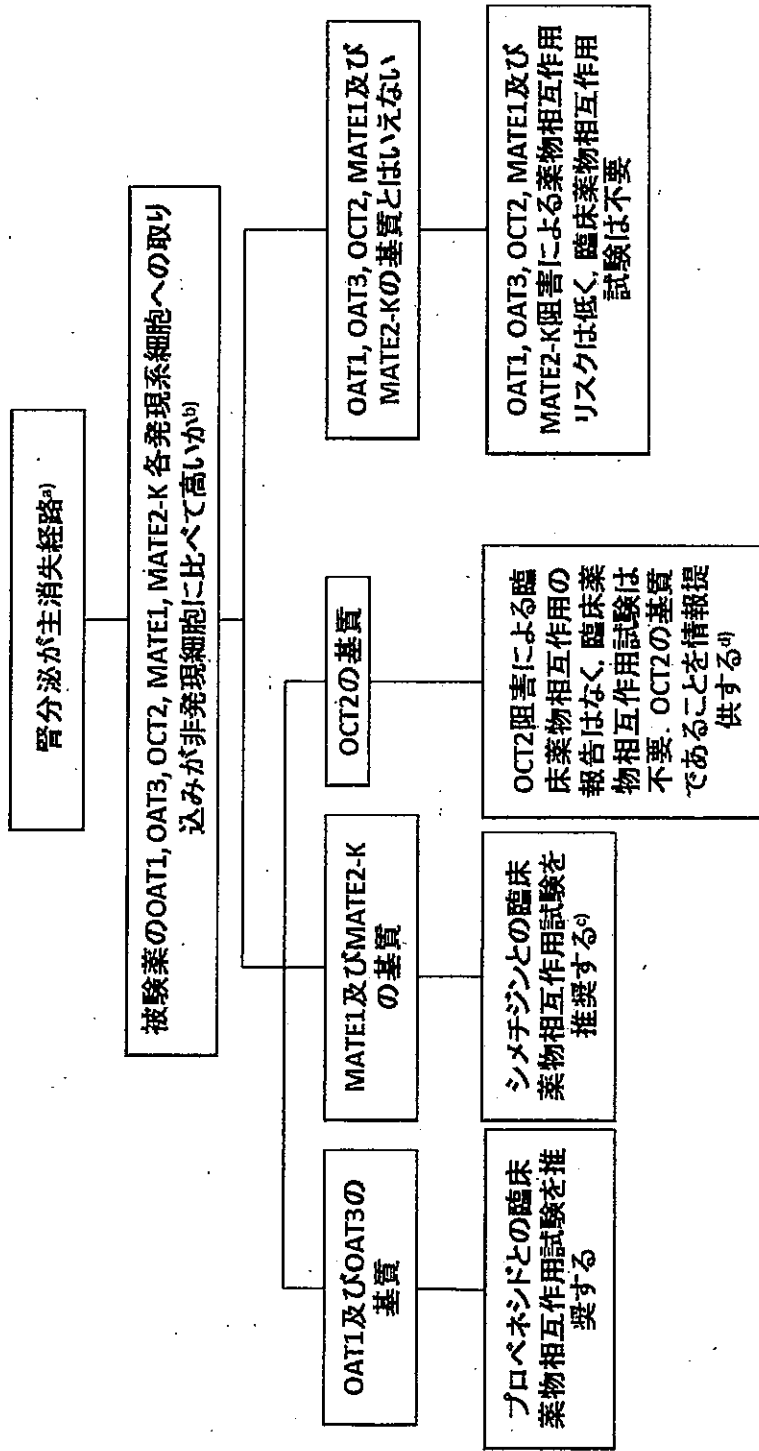 腎分泌が主消失経路a)
被験薬のOAT1, OAT3, OCT2, MATE1, MATE2-K 各発現系細胞への取り
込みが非発現細胞に比べて高いかb)
OAT1及びOAT3の
基質
MATE1及びMATE2-K
の基質
OCT2の基質
OAT1, OAT3, OCT2, MATE1及び
MATE2-Kの基質とはいえない
プロベネシドとの臨床
薬物相互作用試験を推
奨する
シメチジンとの臨床
薬物相互作用試験を
推奨するc)
OCT2阻害による臨
床薬物相互作用の
報告はなく, 臨床薬
物相互作用試験は
不要. OCT2の基質
であることを情報提
供するd)
OAT1, OAT3, OCT2, MATE1及び
MATE2-K阻害による薬物相互作用
リスクは低く, 臨床薬物相互作用
試験は不要